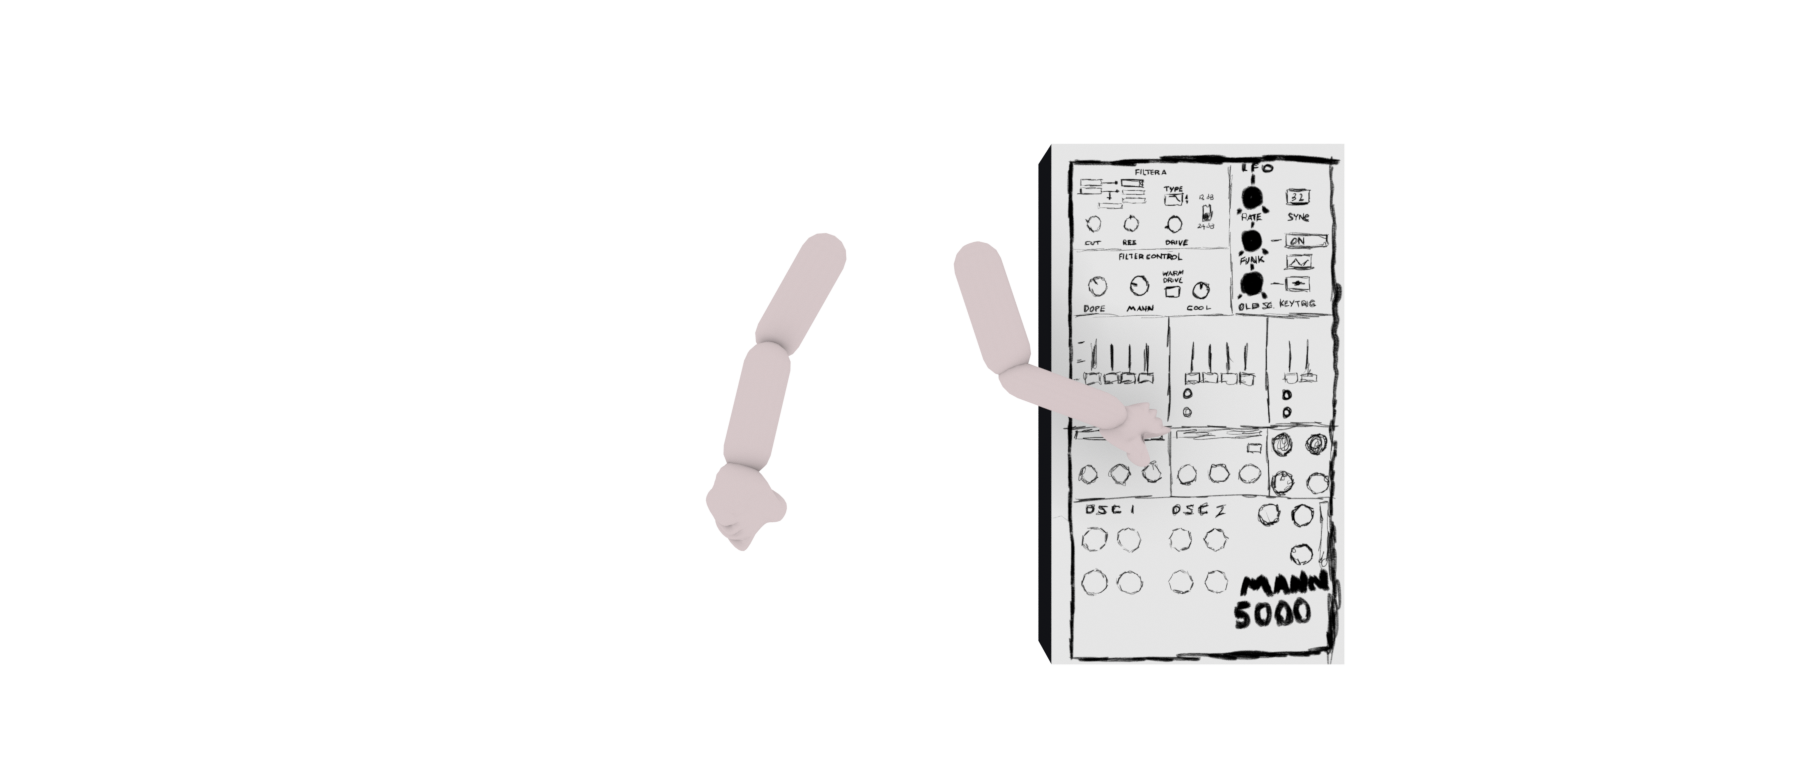 FILTER A
TYPE
12 db
24 db
CUT RES DRIVE
FILTER CONTROL
WARM
DRIVE
DOPE MANN COOL
LFO
32
RATE SYNC
ON
FUNK
OLD SC. KEYTRIG
OSC 1 OSC 2
MANN
5000